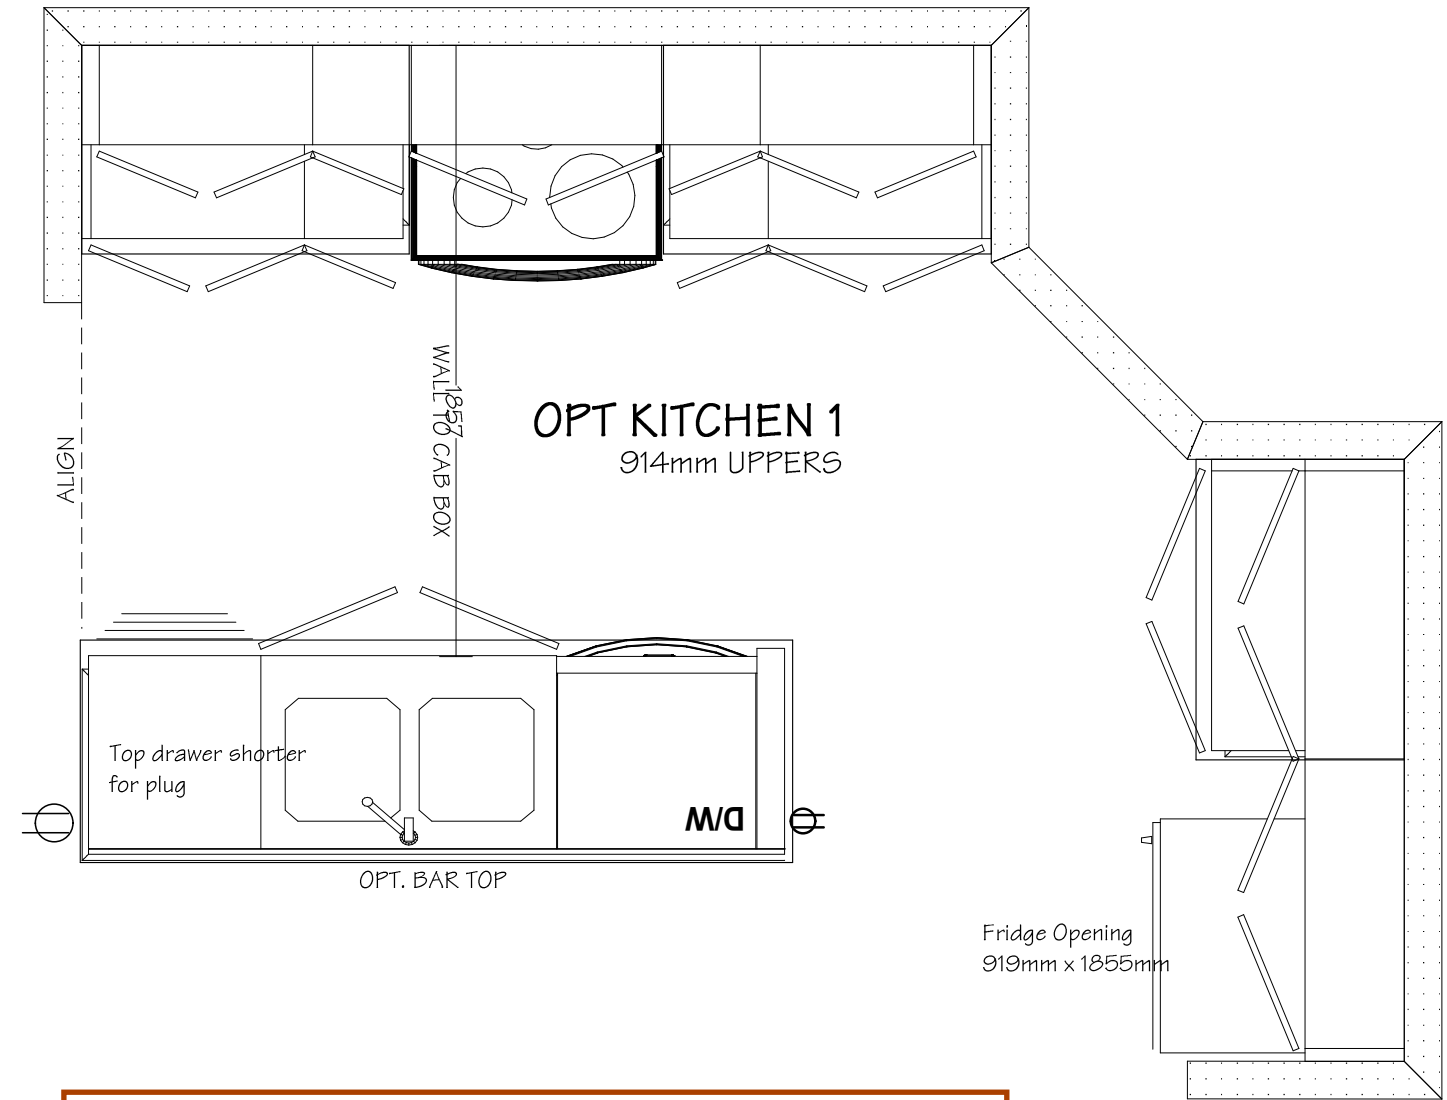 OPT KITCHEN 1
914mm UPPERS
1857
WALL TO CAB BOX
ALIGN
Top drawer shorter
for plug
D/W
OPT. BAR TOP
Fridge Opening
919mm x 1855mm